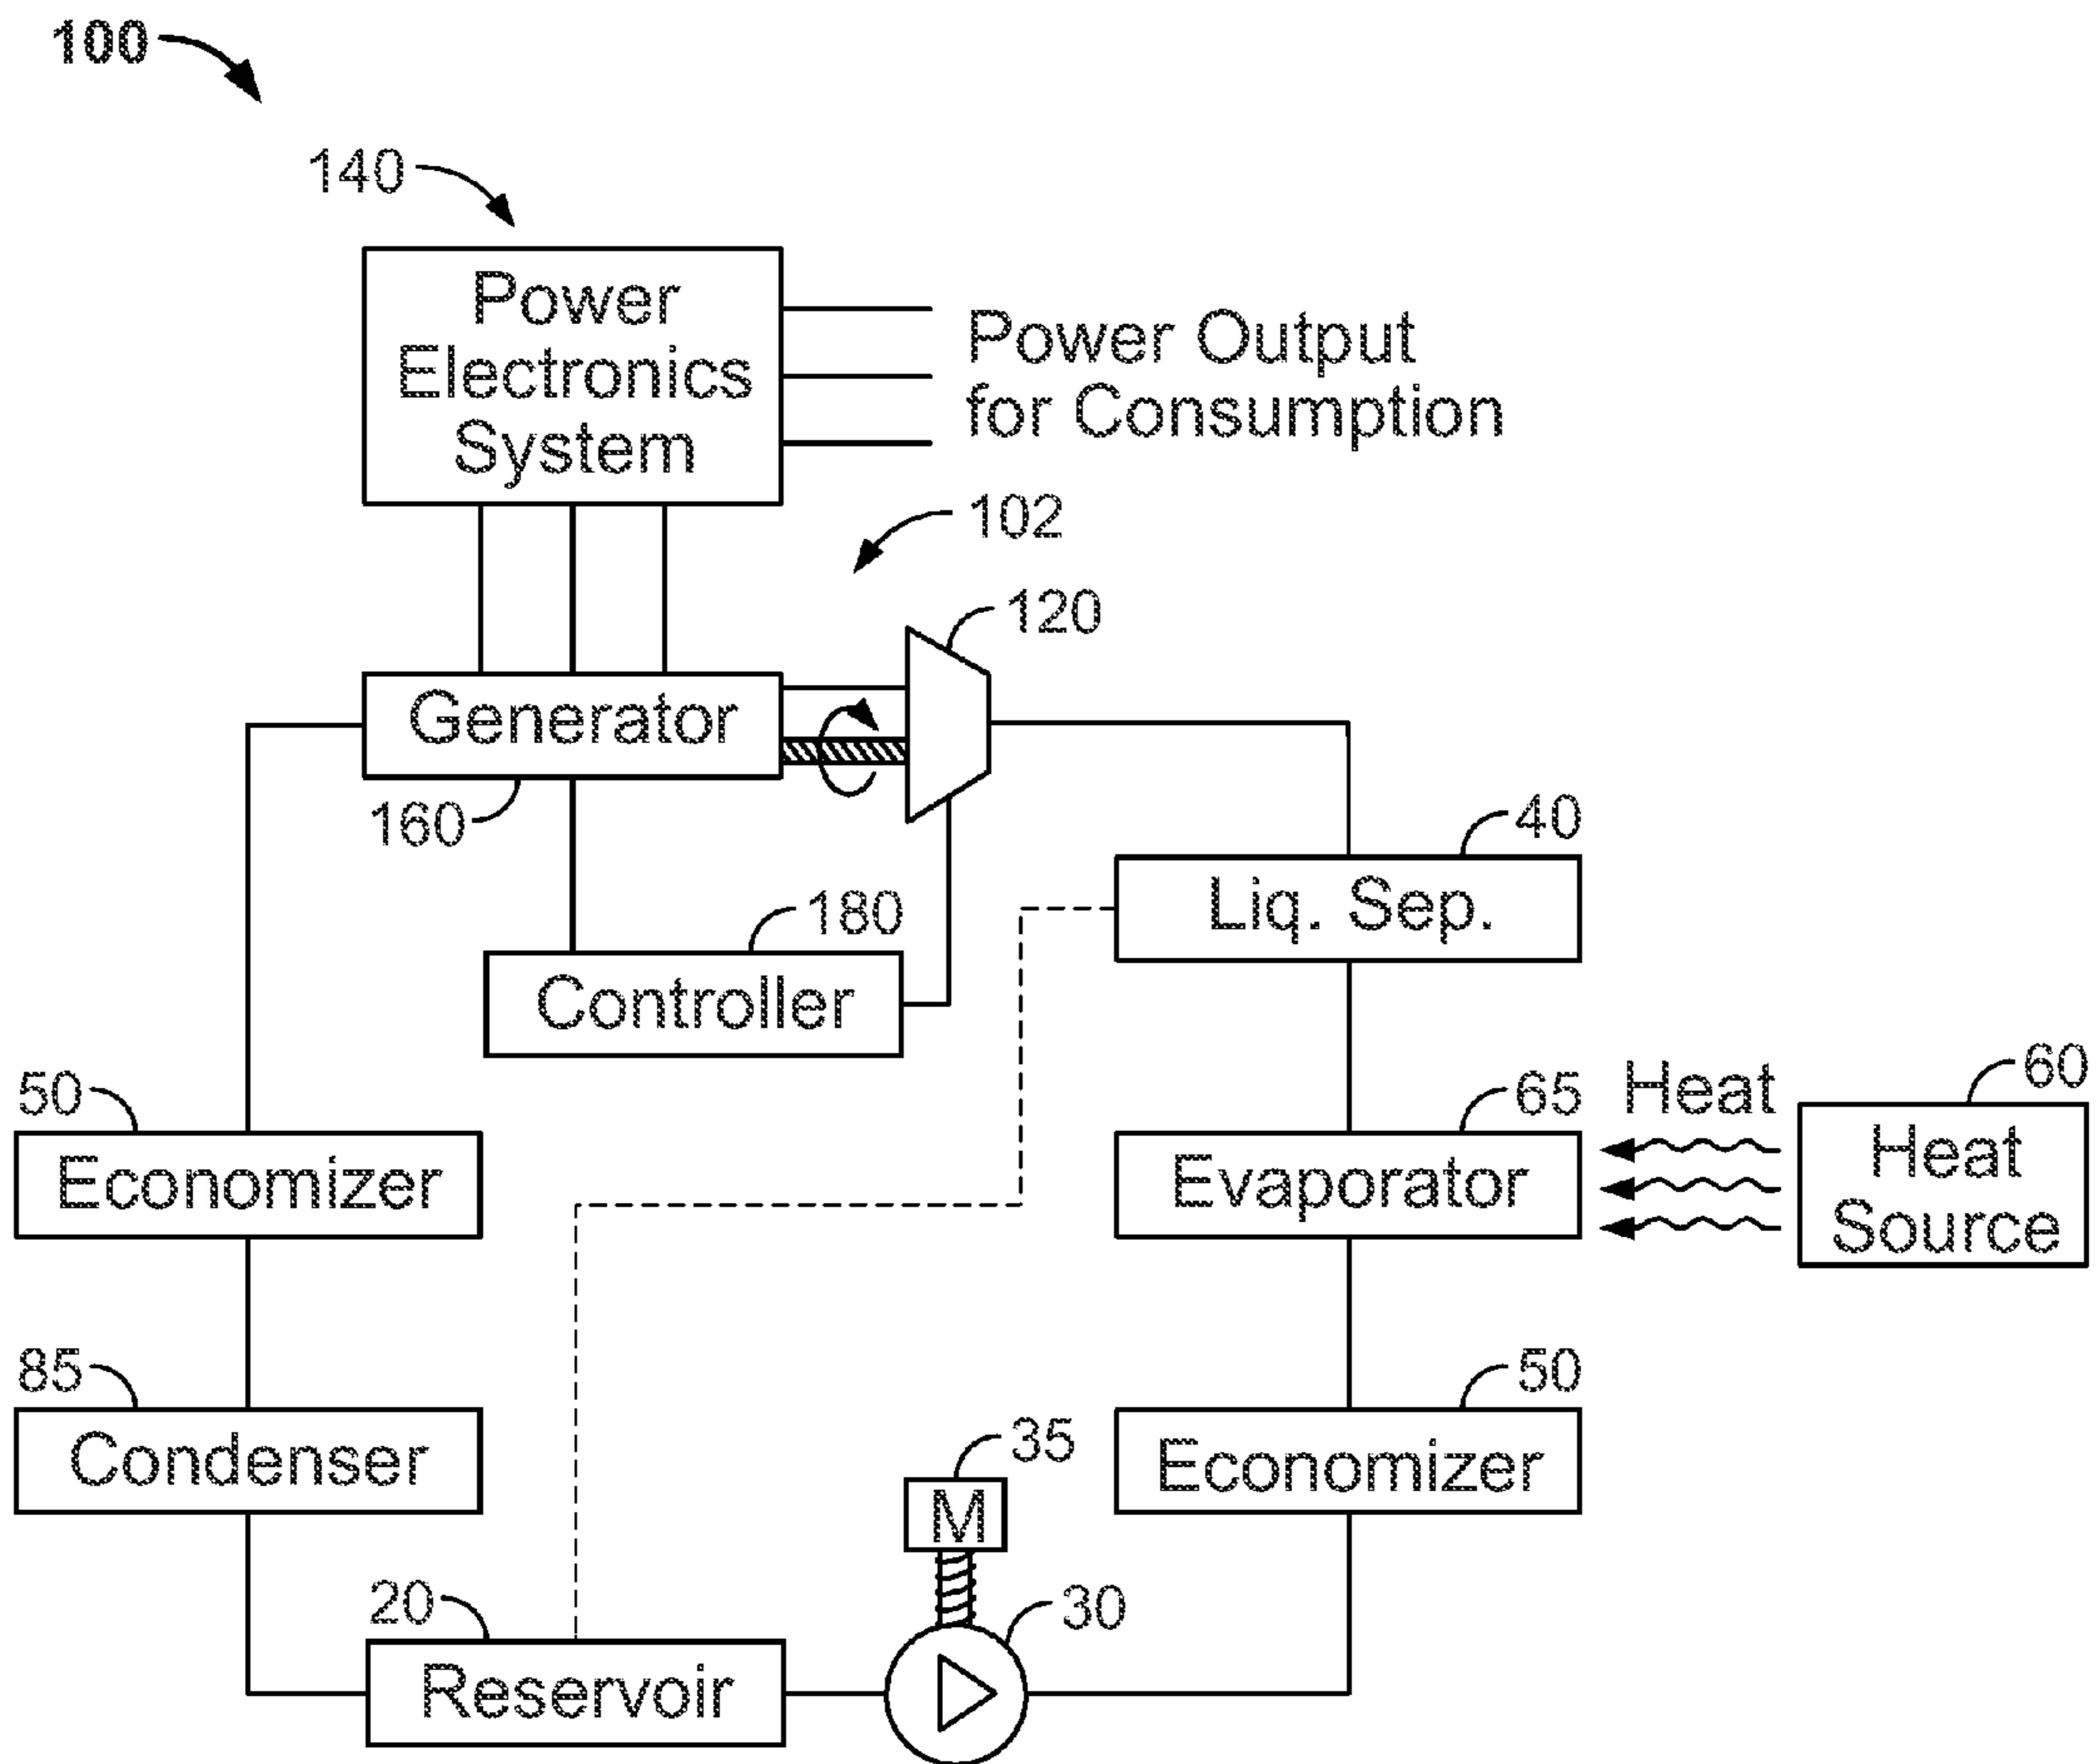 100
140
Power
Electronics
System
Power Output
for Consumption
102
120
Generator
160
40
Liq. Sep.
180
Controller
50
Economizer
65
Evaporator
Heat
60
Heat
Source
85
Condenser
50
Economizer
35
M
20
Reservoir
30